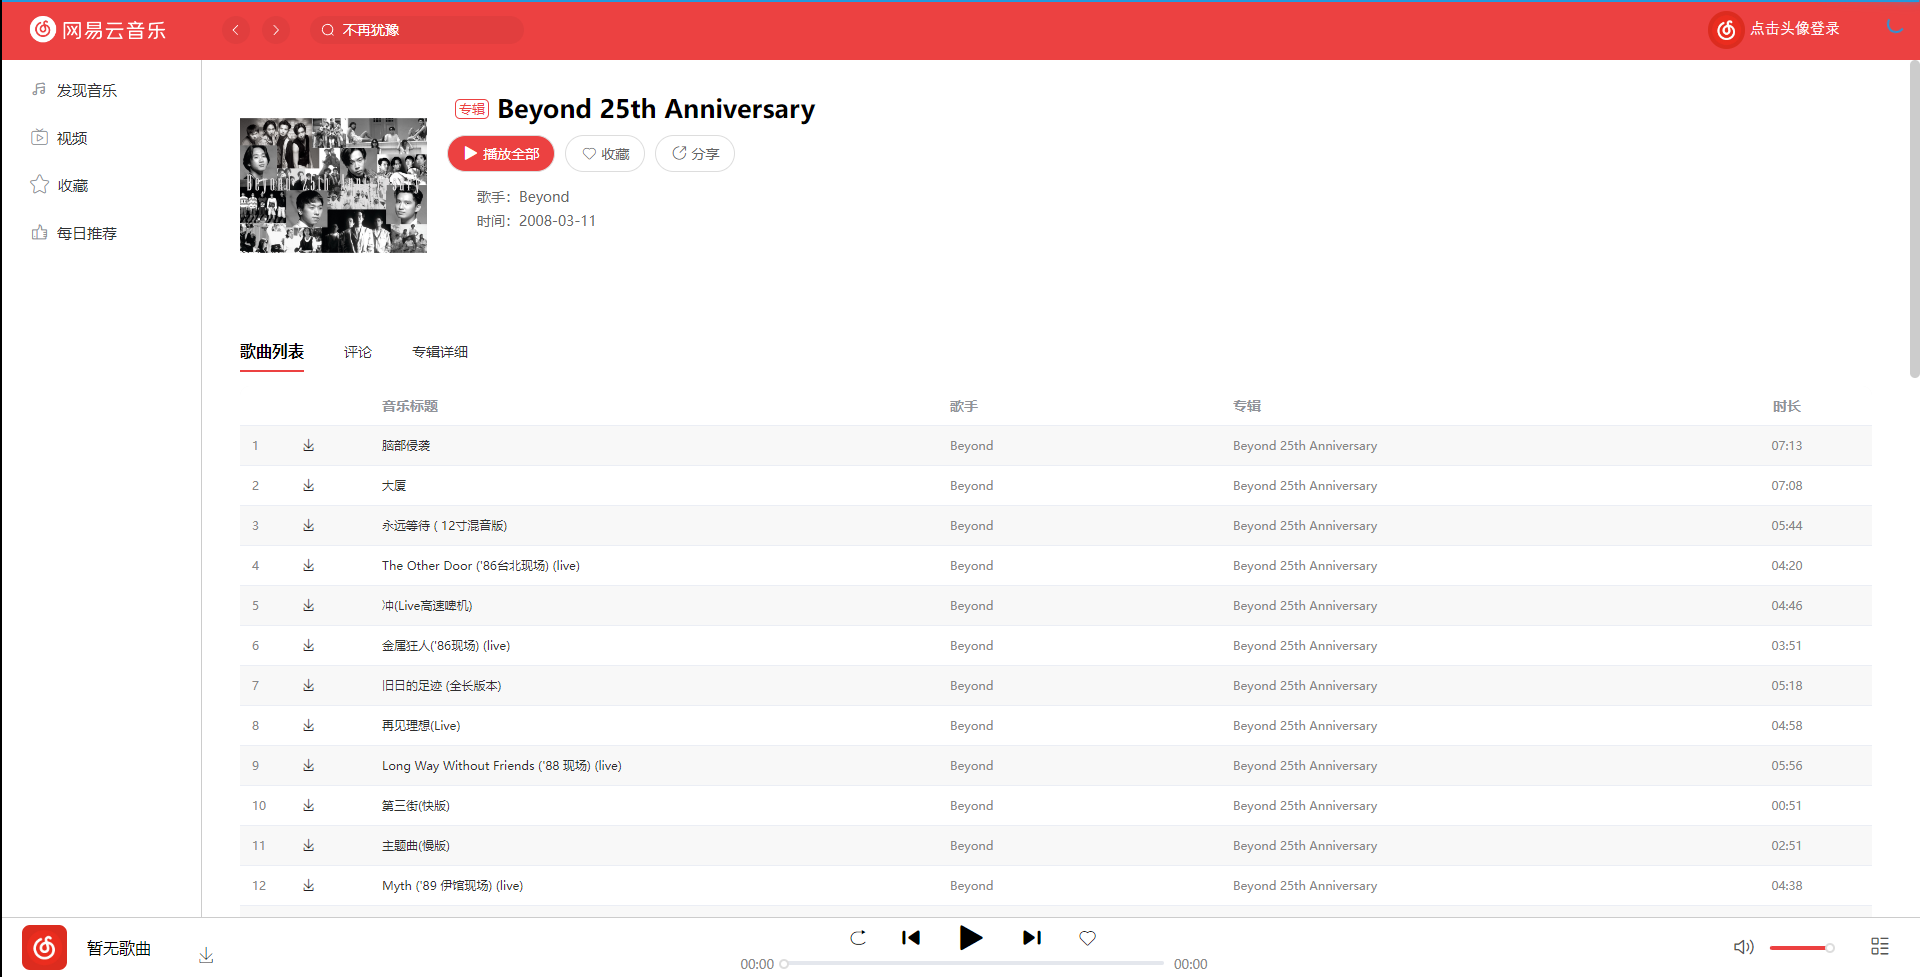 网易云音乐
不再犹豫
点击头像登录
发现音乐
视频
收藏
每日推荐
专辑 Beyond 25th Anniversary
播放全部 收藏 分享
歌手：Beyond
时间：2008-03-11
Beyond 25th Anniversary
歌曲列表 评论 专辑详细
音乐标题 歌手 专辑 时长
1 脑部侵袭 Beyond Beyond 25th Anniversary 07:13
2 大厦 Beyond Beyond 25th Anniversary 07:08
3 永远等待 ( 12寸混音版) Beyond Beyond 25th Anniversary 05:44
4 The Other Door ('86台北现场) (live) Beyond Beyond 25th Anniversary 04:20
5 冲(Live高速啤机) Beyond Beyond 25th Anniversary 04:46
6 金属狂人('86现场) (live) Beyond Beyond 25th Anniversary 03:51
7 旧日的足迹 (全长版本) Beyond Beyond 25th Anniversary 05:18
8 再见理想(Live) Beyond Beyond 25th Anniversary 04:58
9 Long Way Without Friends ('88 现场) (live) Beyond Beyond 25th Anniversary 05:56
10 第三街(快版) Beyond Beyond 25th Anniversary 00:51
11 主题曲(慢版) Beyond Beyond 25th Anniversary 02:51
12 Myth ('89 伊馆现场) (live) Beyond Beyond 25th Anniversary 04:38
暂无歌曲
00:00 00:00